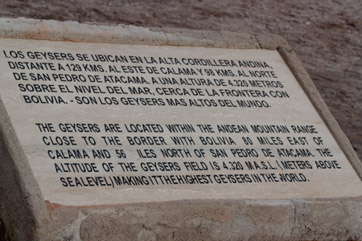 LOS GEYSERS SE UBICAN EN LA ALTA CORDILLERA ANDINA
DISTANTE A 129 KMS. AL ESTE DE CALAMA Y 95 KMS. AL NORTE
DE SAN PEDRO DE ATACAMA. A UNA ALTURA DE 4.320 METROS
SOBRE EL NIVEL DEL MAR, CERCA DE LA FRONTERA CON
BOLIVIA. - SON LOS GEYSERS MAS ALTOS DEL MUNDO.
THE GEYSERS ARE LOCATED WITHIN THE ANDEAN MOUNTAIN RANGE
CLOSE TO THE BORDER WITH BOLIVIA 80 MILES EAST OF
CALAMA AND 56 ILES NORTH OF SAN PEDRO DE ATACAMA. THE
ALTITUDE OF THE GEYSERS FIELD IS 4.320 M.A.S.L.( METERS ABOVE
SEA LEVEL) MAKING IT THE HIGHEST GEYSERS IN THE WORLD.